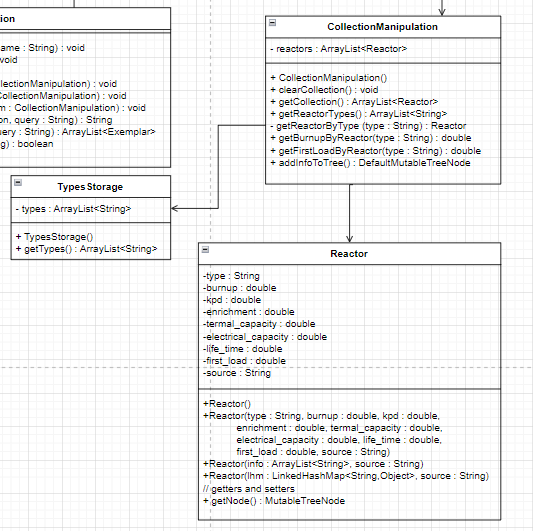 ion
ame : String) : void
void
llectionManipulation) : void
CollectionManipulation) : void
m : CollectionManipulation) : void
on, query : String) : String
uery : String) : ArrayList<Exemplar>
g) : boolean
CollectionManipulation
- reactors : ArrayList<Reactor>
+ CollectionManipulation()
+ clearCollection() : void
+ getCollection() : ArrayList<Reactor>
+ getReactorTypes() : ArrayList<String>
- getReactorByType (type : String) : Reactor
+ getBurnupByReactor(type : String) : double
+ getFirstLoadByReactor(type : String) : double
+ addInfoToTree() : DefaultMutableTreeNode
TypesStorage
- types : ArrayList<String>
+ TypesStorage()
+ getTypes() : ArrayList<String>
Reactor
-type : String
-burnup : double
-kpd : double
-enrichment : double
-termal_capacity : double
-electrical_capacity : double
-life_time : double
-first_load : double
-source : String
+Reactor()
+Reactor(type : String, burnup : double, kpd : double,
enrichment : double, termal_capacity : double,
electrical_capacity : double, life_time : double,
first_load : double, source : String)
+Reactor(info : ArrayList<String>, source : String)
+Reactor(lhm : LinkedHashMap<String,Object>, source : String)
// getters and setters
+ getNode() : MutableTreeNode